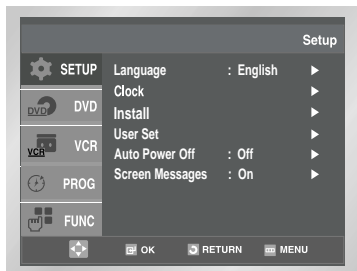 Setup
SETUP
Language : English ►
Clock ►
Install ►
User Set ►
Auto Power Off : Off ►
Screen Messages : On ►
DVD DVD
VCR VCR
PROG
FUNC
OK RETURN MENU